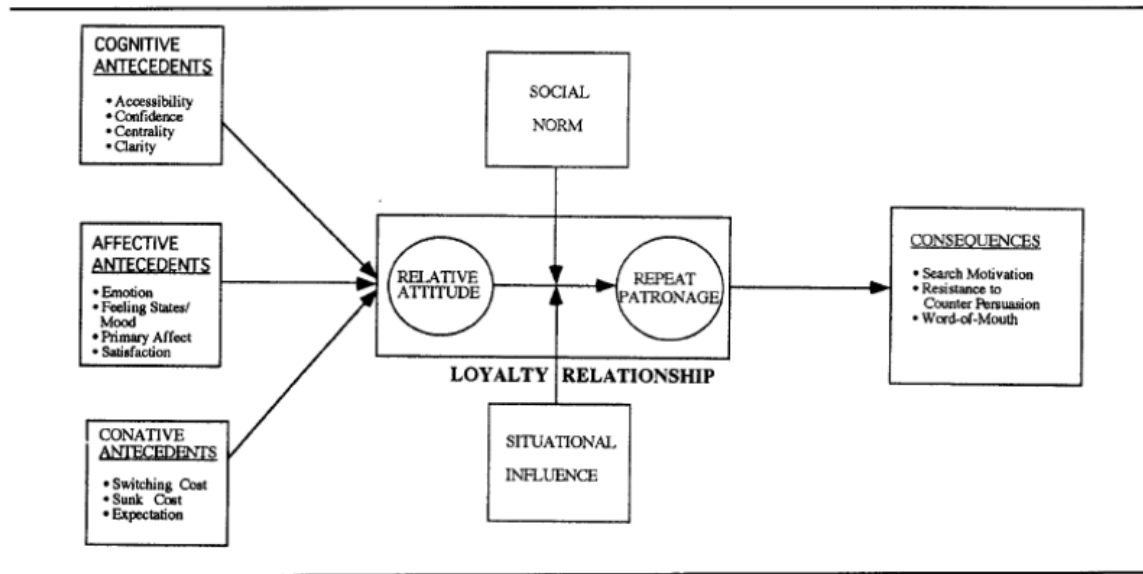 COGNITIVE
ANTECEDENTS
• Accessibility
• Confidence
• Centrality
• Clarity
AFFECTIVE
ANTECEDENTS
• Emotion
• Feeling States/
Mood
• Primary Affect
• Satisfaction
CONATIVE
ANTECEDENTS
• Switching Cost
• Sunk Cost
• Expectation
SOCIAL
NORM
RELATIVE
ATTITUDE
REPEAT
PATRONAGE
LOYALTY RELATIONSHIP
SITUATIONAL
INFLUENCE
CONSEQUENCES
• Search Motivation
• Resistance to
Counter Persuasion
• Word-of-Mouth